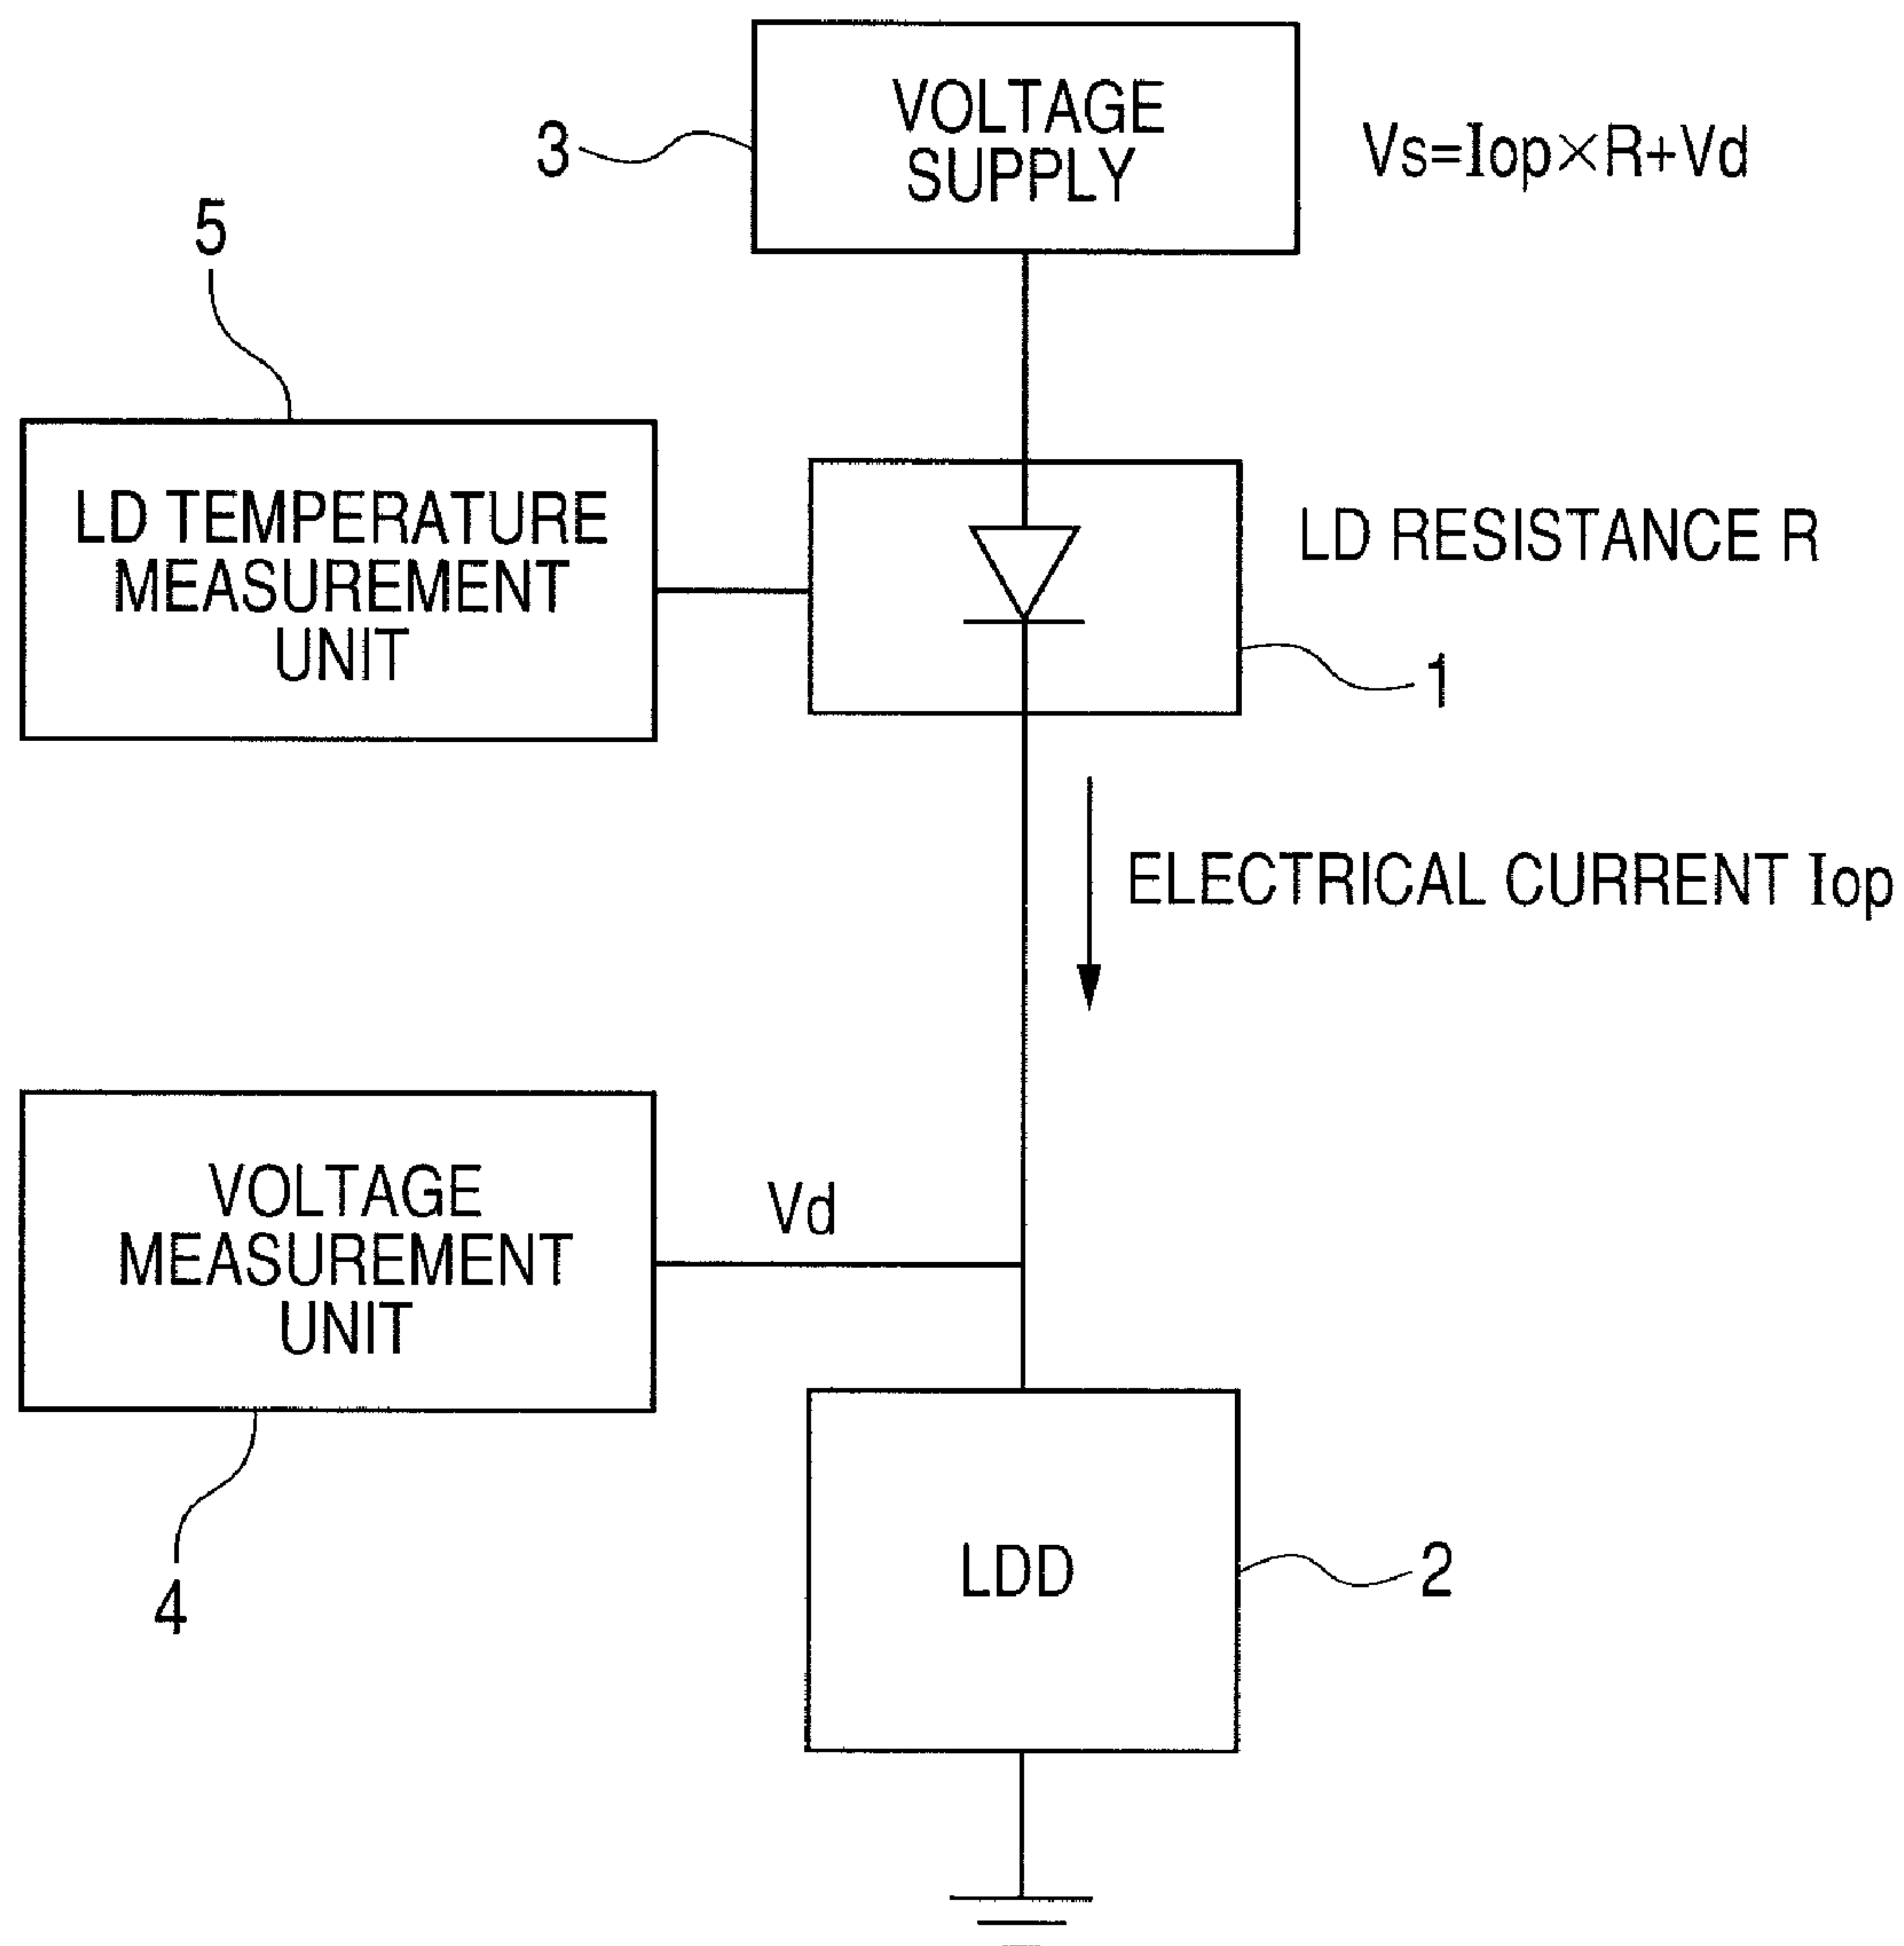 VOLTAGE
SUPPLY
3
Vs=Iop×R+Vd
5
LD TEMPERATURE
MEASUREMENT
UNIT
LD RESISTANCE R
1
ELECTRICAL CURRENT Iop
VOLTAGE
MEASUREMENT
UNIT
Vd
4
LDD
2